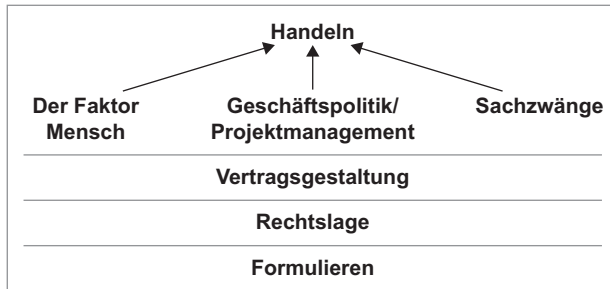 Handeln
Der Faktor
Mensch
Geschäftspolitik/
Projektmanagement
Sachzwänge
Vertragsgestaltung
Rechtslage
Formulieren